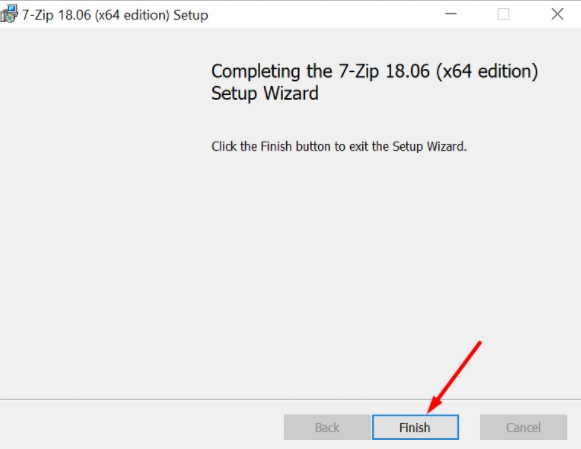 7-Zip 18.06 (x64 edition) Setup
Completing the 7-Zip 18.06 (x64 edition)
Setup Wizard
Click the Finish button to exit the Setup Wizard.
Back
Finish
Cancel